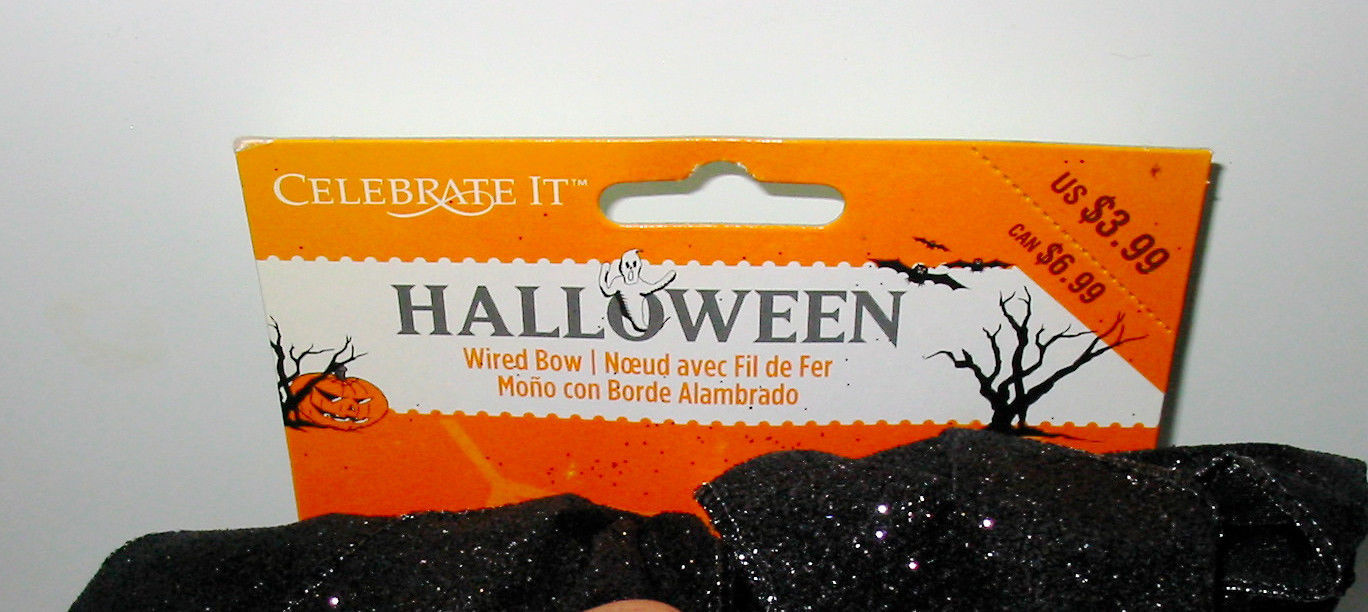 CELEBRATE IT™
US $3.99
CAN $6.99
HALLOWEEN
Wired Bow | Nœud avec Fil de Fer
Moño con Borde Alambrado